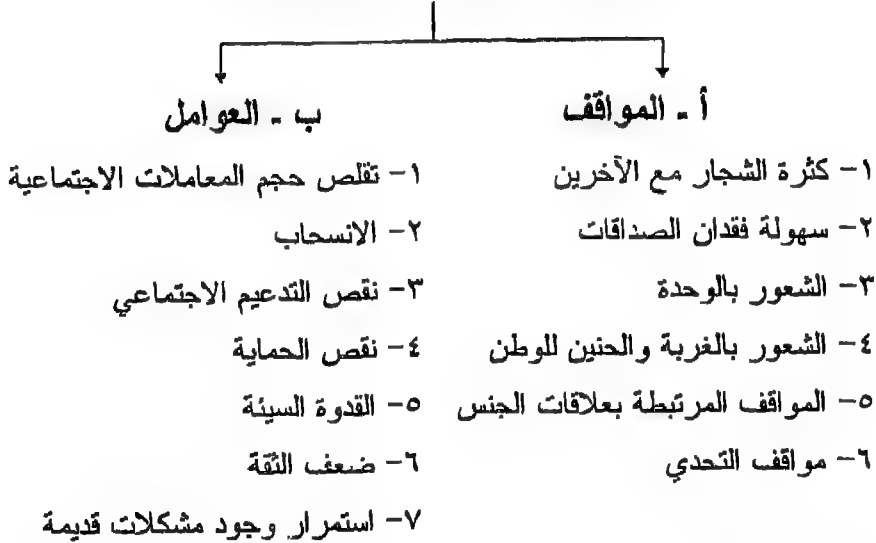 أ - المواقف
١- كثرة الشجار مع الآخرين
٢- سهولة فقدان الصداقات
٣- الشعور بالوحدة
٤- الشعور بالغربة والحنين للوطن
٥- المواقف المرتبطة بعلاقات الجنس
٦- مواقف التحدي
ب - العوامل
١- تقلص حجم المعاملات الاجتماعية
٢- الانسحاب
٣- نقص التدعيم الاجتماعي
٤- نقص الحماية
٥- القدوة السيئة
٦- ضعف الثقة
٧- استمرار وجود مشكلات قديمة